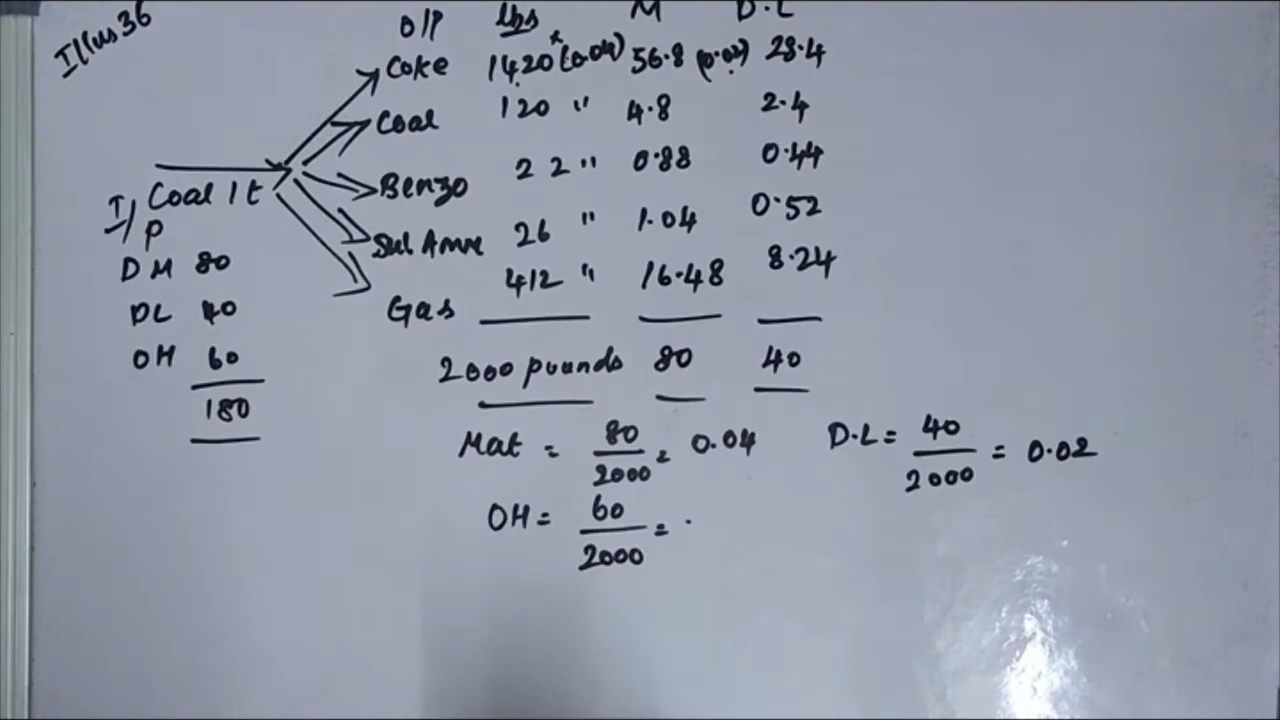 Illus 36
O/P lbs M D.L
Coke 1420 x (0.04) 56.8 (0.02) 28.4
Coal 120 " 4.8 2.4
Benzo 22 " 0.88 0.44
Sul Amme 26 " 1.04 0.52
Gas 412 " 16.48 8.24
2000 pounds 80 40
I/P Coal 1t
DM 80
DL 40
OH 60
180
Mat = 80/2000 = 0.04
D.L = 40/2000 = 0.02
OH = 60/2000 = .